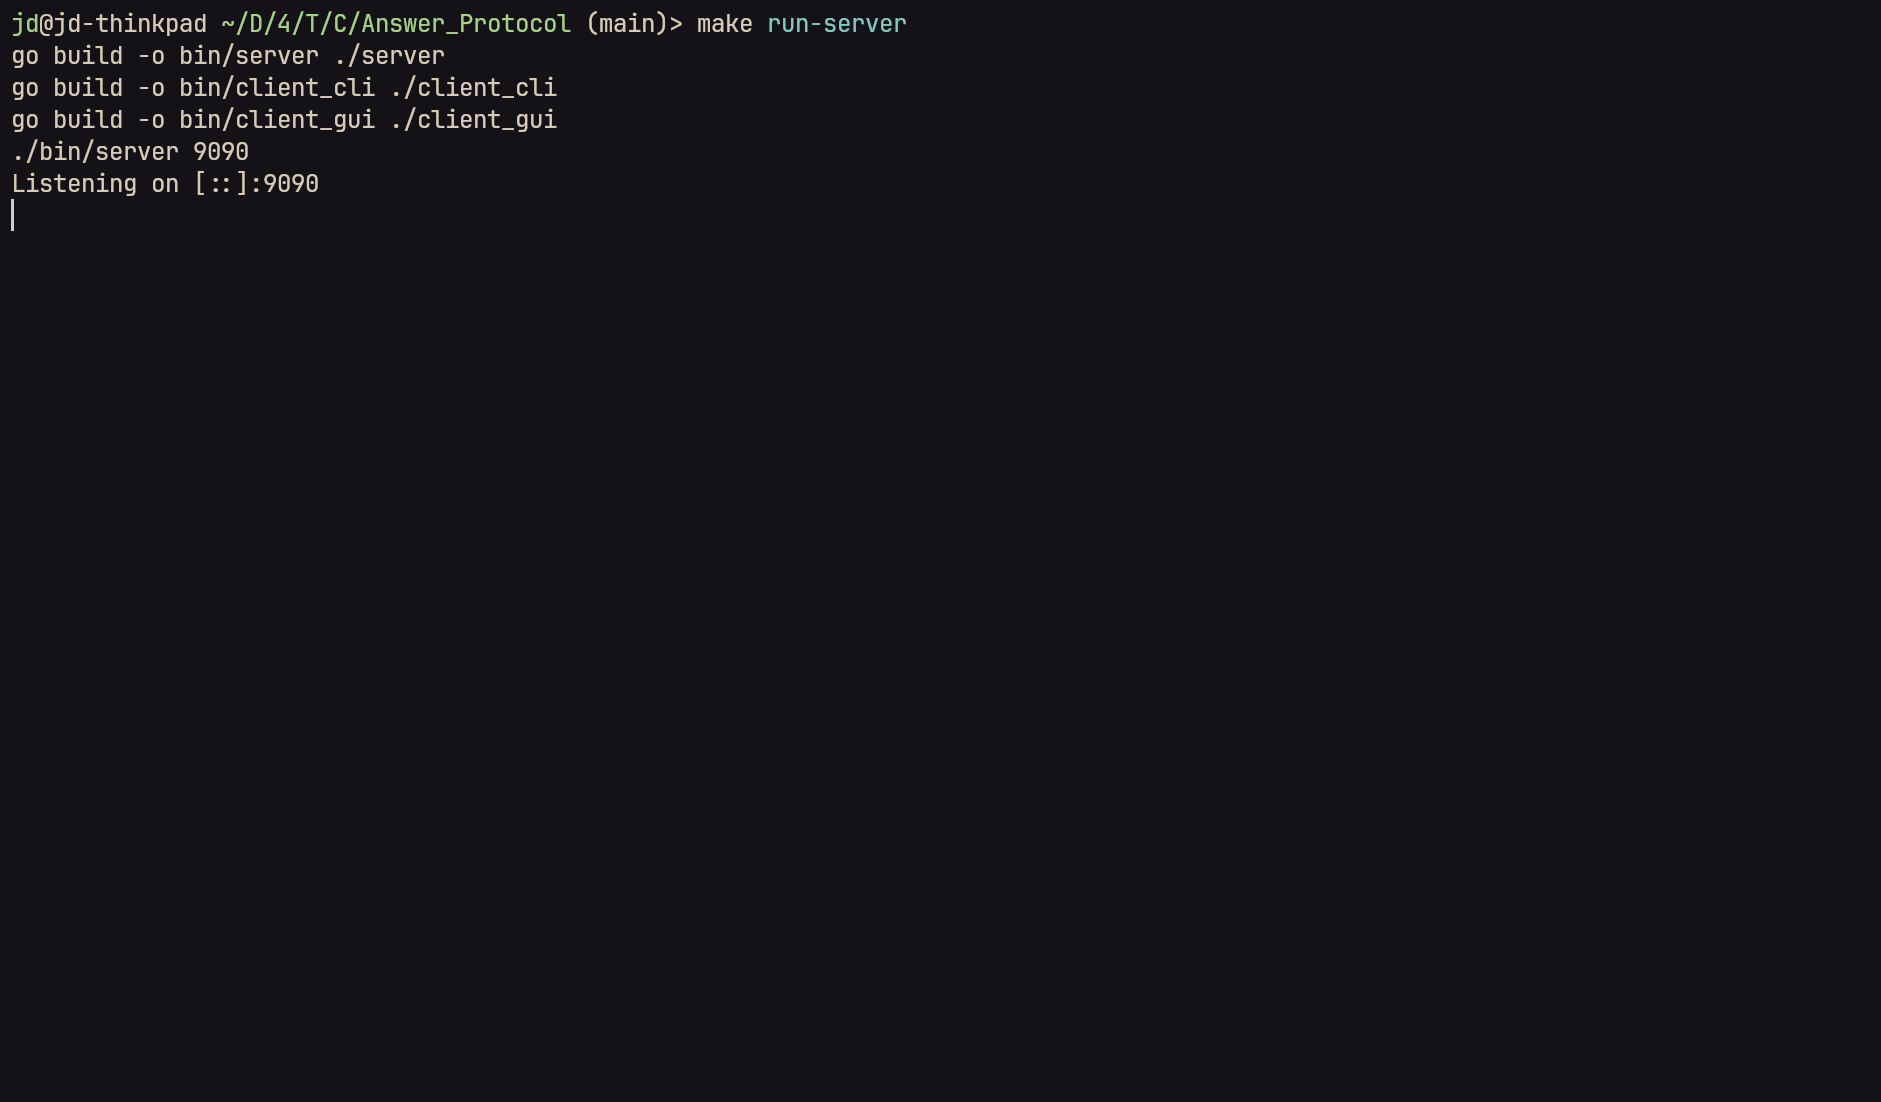 jd@jd-thinkpad ~/D/4/T/C/Answer_Protocol (main)> make run-server
go build -o bin/server ./server
go build -o bin/client_cli ./client_cli
go build -o bin/client_gui ./client_gui
./bin/server 9090
Listening on [::]:9090